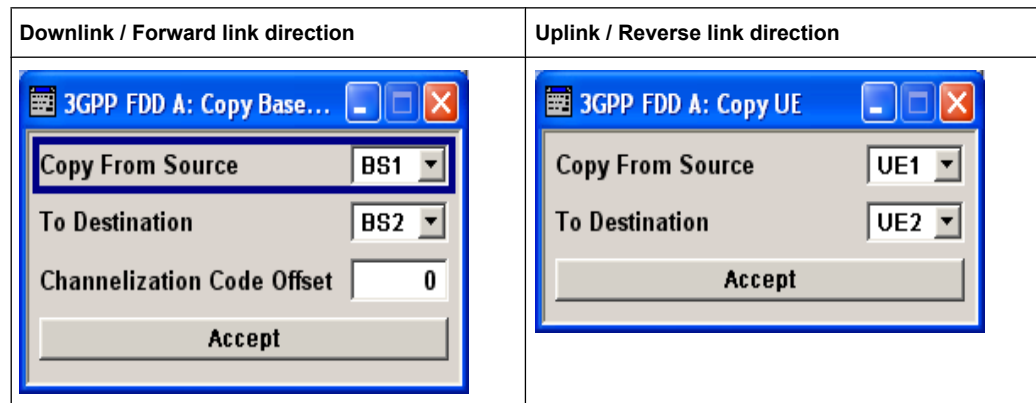 Downlink / Forward link direction
Uplink / Reverse link direction
3GPP FDD A: Copy Base...
Copy From Source BS1
To Destination BS2
Channelization Code Offset 0
Accept
3GPP FDD A: Copy UE
Copy From Source UE1
To Destination UE2
Accept